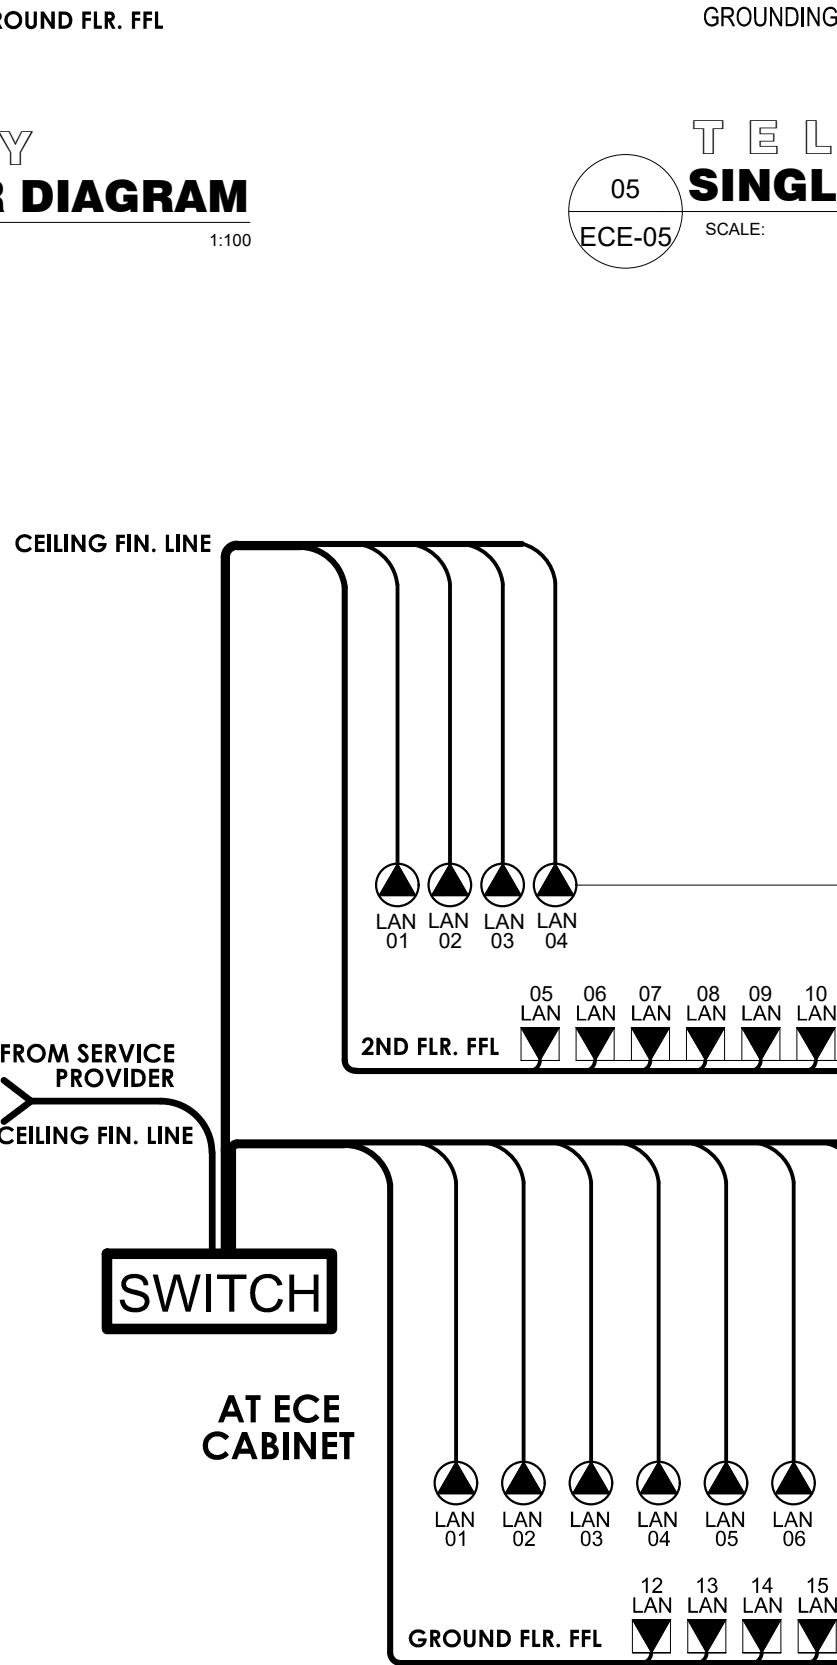 ROUND FLR. FFL
GROUNDING
Y
R DIAGRAM
1:100
TEL
05
SINGL
ECE-05
SCALE:
CEILING FIN. LINE
LAN LAN LAN LAN
01 02 03 04
05 06 07 08 09 10
LAN LAN LAN LAN LAN LAN
2ND FLR. FFL
FROM SERVICE
PROVIDER
CEILING FIN. LINE
SWITCH
AT ECE
CABINET
LAN LAN LAN LAN LAN LAN
01 02 03 04 05 06
12 13 14 15
LAN LAN LAN LAN
GROUND FLR. FFL